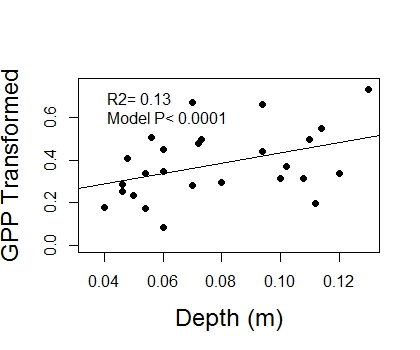 R2= 0.13
Model P< 0.0001
GPP Transformed
0.6
0.4
0.2
0.0
0.04 0.06 0.08 0.10 0.12
Depth (m)